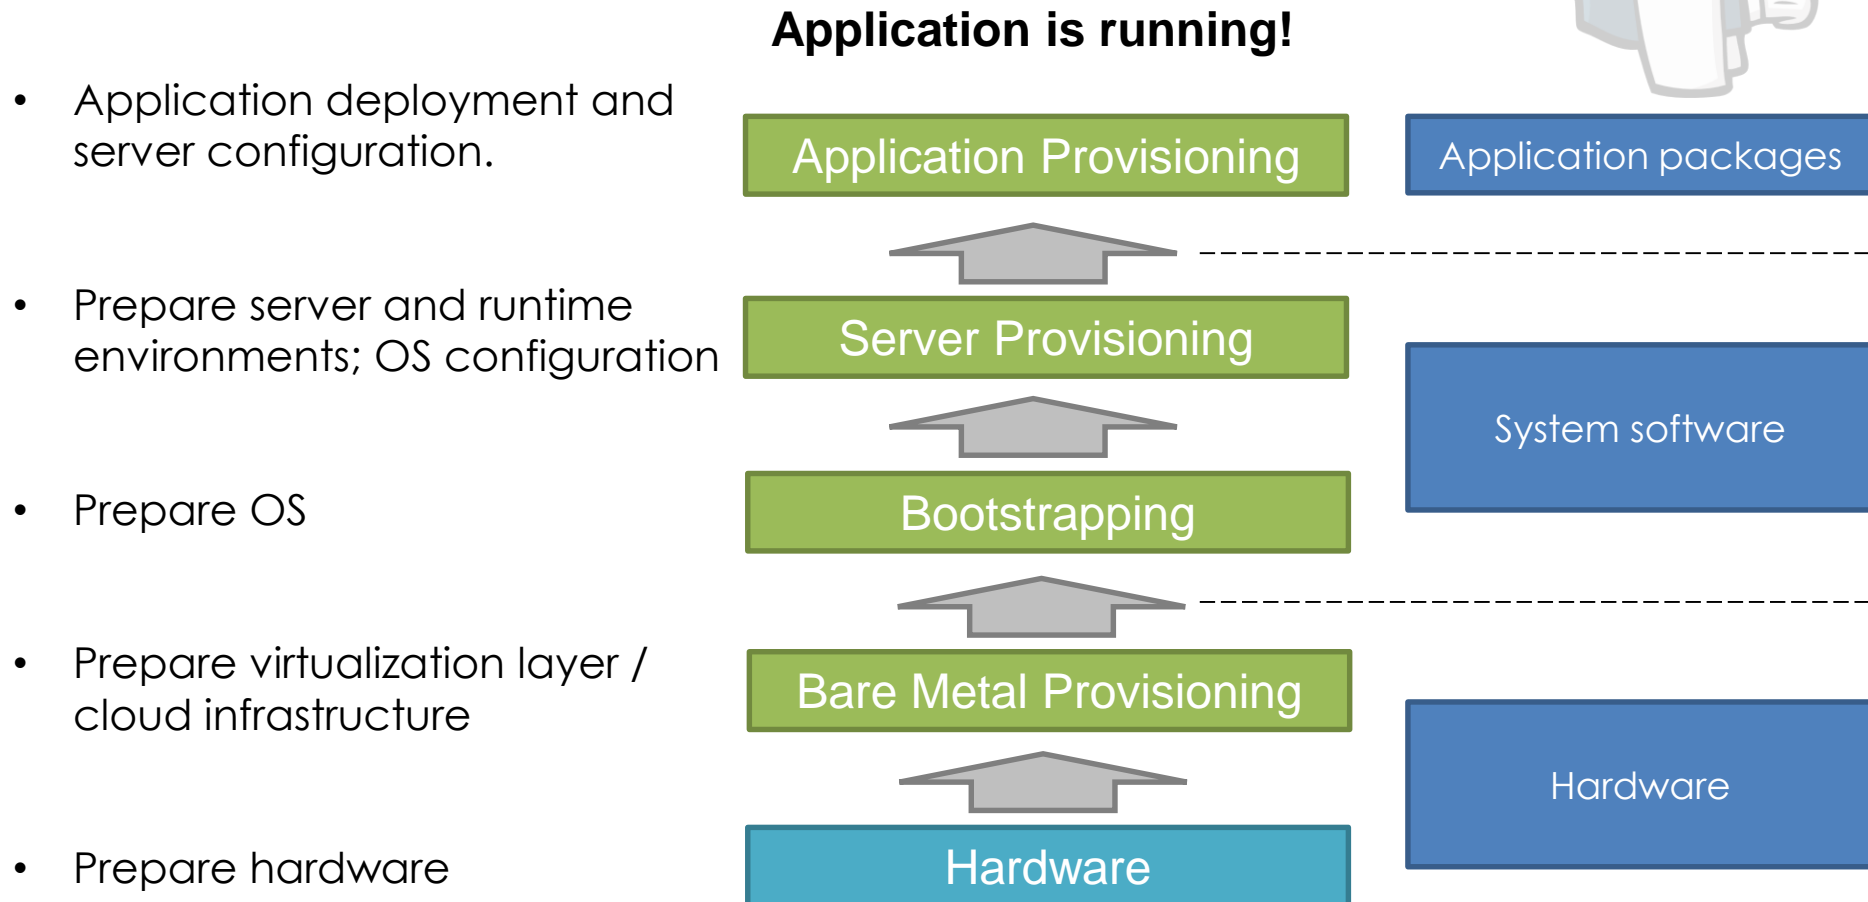 Application is running!
• Application deployment and
server configuration.
Application Provisioning
Application packages
• Prepare server and runtime
environments; OS configuration
Server Provisioning
System software
• Prepare OS
Bootstrapping
• Prepare virtualization layer /
cloud infrastructure
Bare Metal Provisioning
Hardware
• Prepare hardware
Hardware